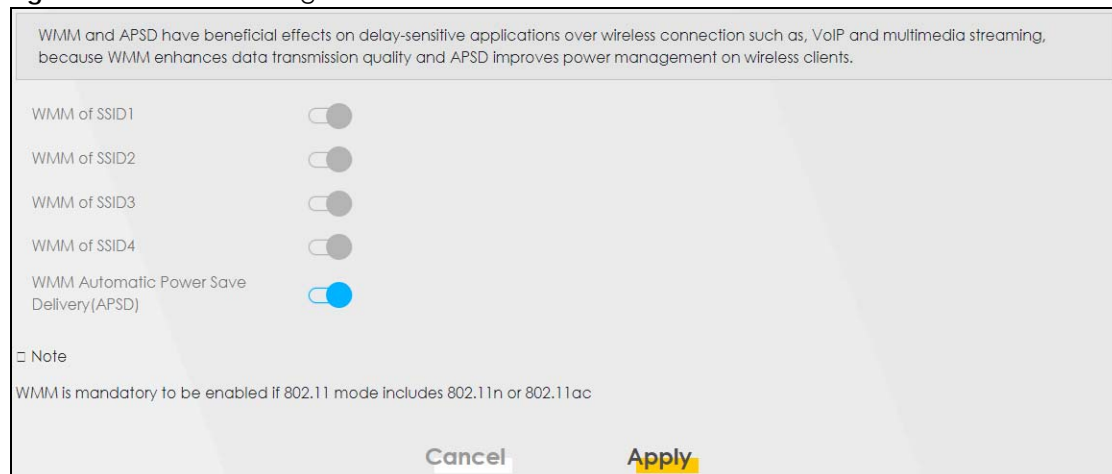 WMM and APSD have beneficial effects on delay-sensitive applications over wireless connection such as, VoIP and multimedia streaming,
because WMM enhances data transmission quality and APSD improves power management on wireless clients.
WMM of SSID1
WMM of SSID2
WMM of SSID3
WMM of SSID4
WMM Automatic Power Save
Delivery(APSD)
□ Note
WMM is mandatory to be enabled if 802.11 mode includes 802.11n or 802.11ac
Cancel Apply